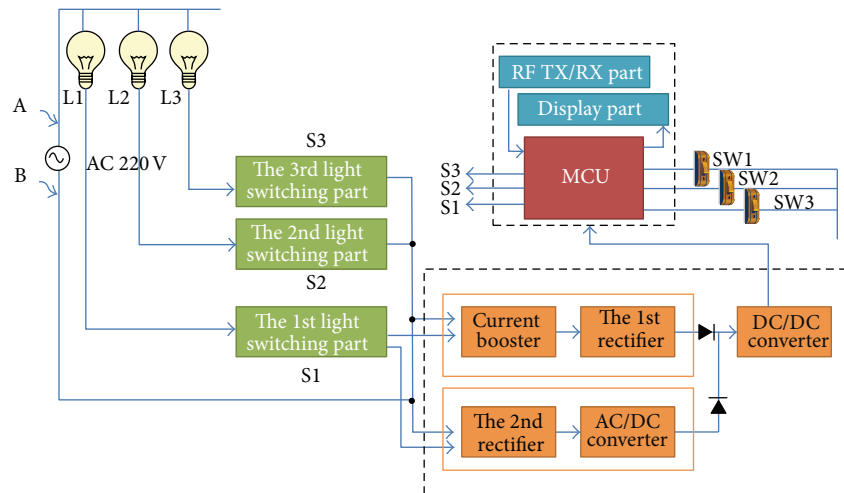 L1
L2
L3
A
B
AC 220 V
S3
The 3rd light
switching part
The 2nd light
switching part
S2
The 1st light
switching part
S1
RF TX/RX part
Display part
MCU
S3
S2
S1
SW1
SW2
SW3
Current
booster
The 1st
rectifier
DC/DC
converter
The 2nd
rectifier
AC/DC
converter